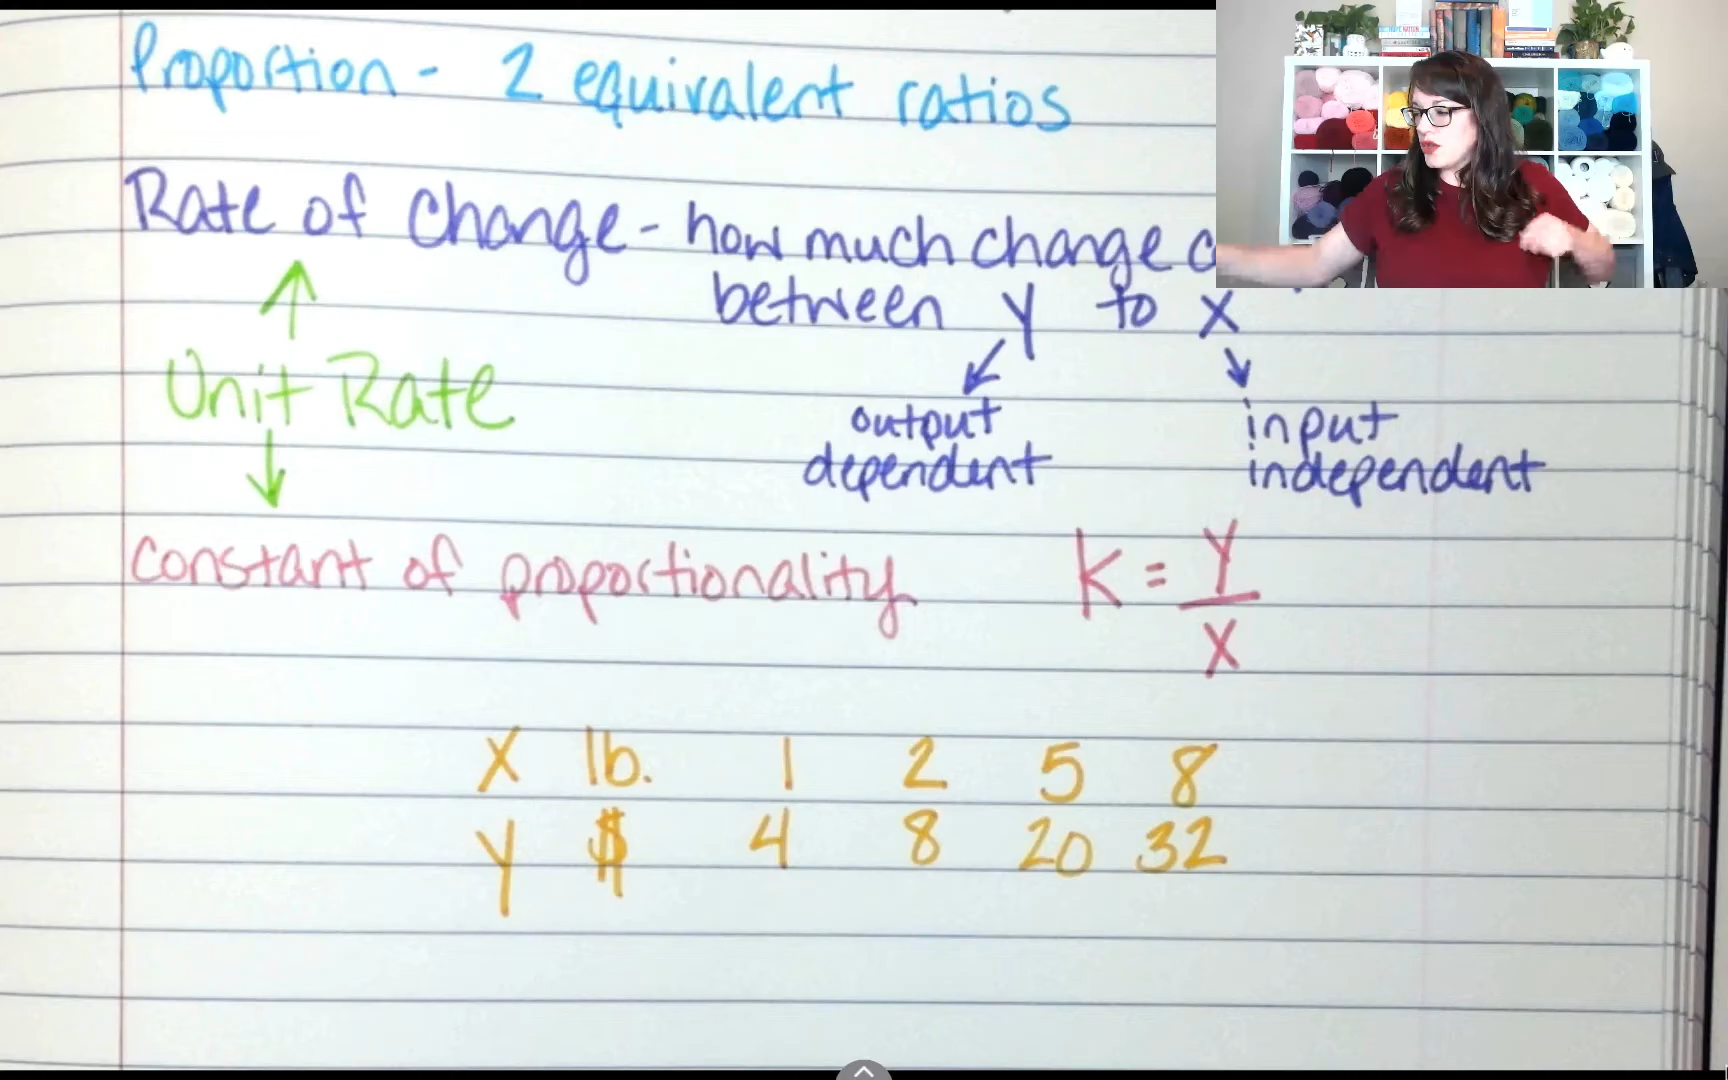 Proportion - 2 equivalent ratios
Rate of Change - how much change
between y to x
Unit Rate
output
dependent
input
independent
Constant of proportionality K = Y/X
X lb. 1 2 5 8
y $ 4 8 20 32